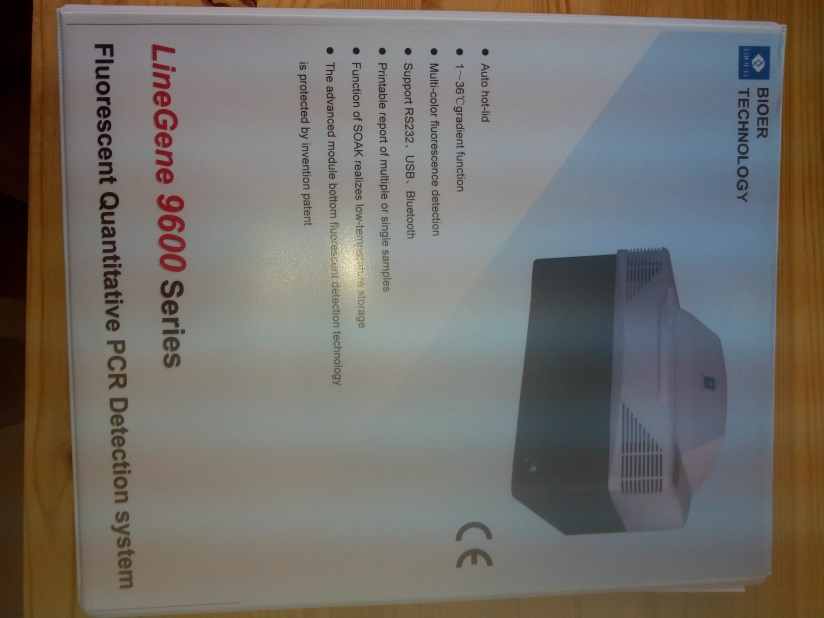 BIOER
TECHNOLOGY
BIOER
● Auto hot-lid
● 1～36℃gradient function
● Multi-color fluorescence detection
● Support RS232、USB、Bluetooth
● Printable report of multiple or single samples
● Function of SOAK realizes low-temperature storage
● The advanced module bottom fluorescent detection technology
is protected by invention patent
CE
LineGene 9600 Series
Fluorescent Quantitative PCR Detection system